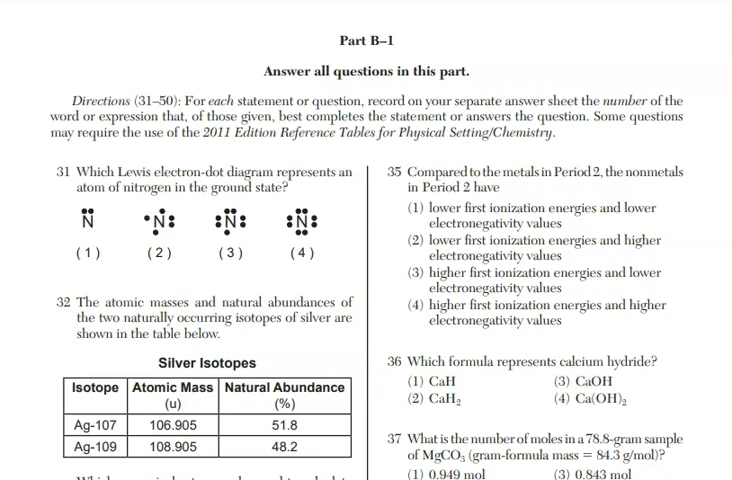 Part B–1
Answer all questions in this part.
Directions (31–50): For each statement or question, record on your separate answer sheet the number of the
word or expression that, of those given, best completes the statement or answers the question. Some questions
may require the use of the 2011 Edition Reference Tables for Physical Setting/Chemistry.
31 Which Lewis electron-dot diagram represents an
atom of nitrogen in the ground state?
N N N N
(1) (2) (3) (4)
32 The atomic masses and natural abundances of
the two naturally occurring isotopes of silver are
shown in the table below.
Silver Isotopes
Isotope Atomic Mass Natural Abundance
(u) (%)
Ag-107 106.905 51.8
Ag-109 108.905 48.2
35 Compared to the metals in Period 2, the nonmetals
in Period 2 have
(1) lower first ionization energies and lower
electronegativity values
(2) lower first ionization energies and higher
electronegativity values
(3) higher first ionization energies and lower
electronegativity values
(4) higher first ionization energies and higher
electronegativity values
36 Which formula represents calcium hydride?
(1) CaH (3) CaOH
(2) CaH₂ (4) Ca(OH)₂
37 What is the number of moles in a 78.8-gram sample
of MgCO₃ (gram-formula mass = 84.3 g/mol)?
(1) 0.949 mol (3) 0.843 mol